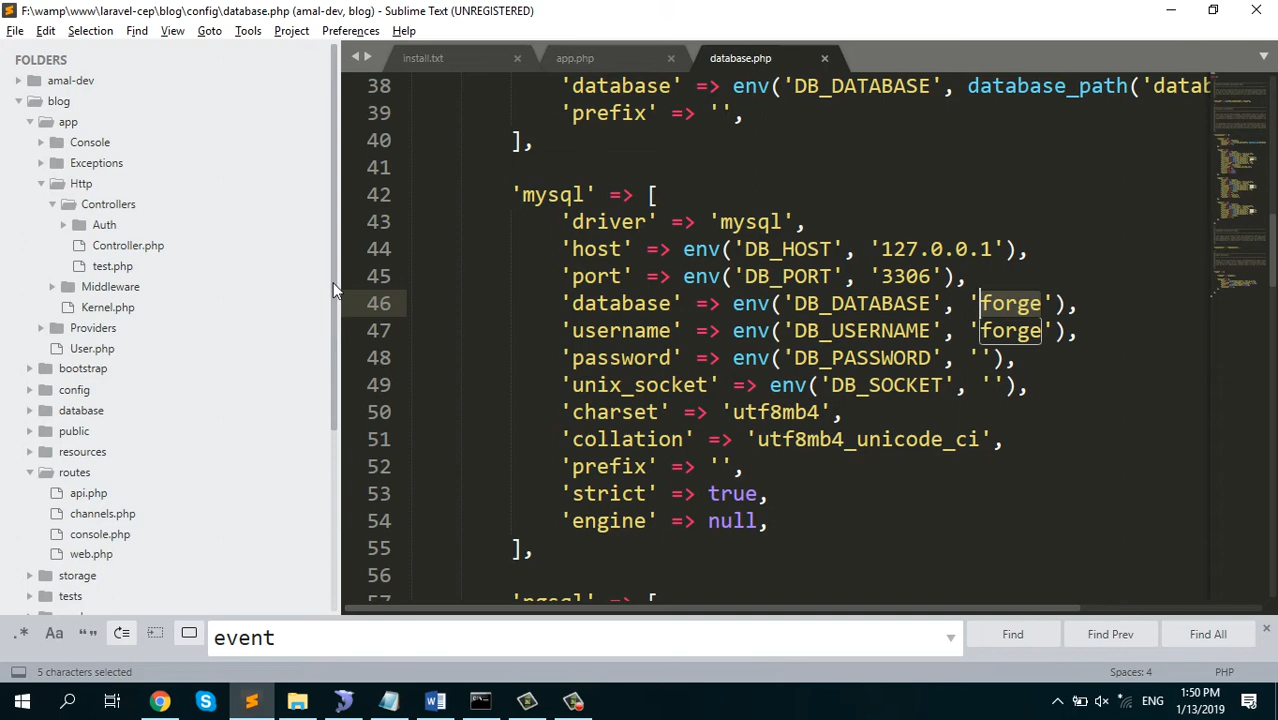 F:\wamp\www\laravel-cep\blog\config\database.php (amal-dev, blog) - Sublime Text (UNREGISTERED)
File Edit Selection Find View Goto Tools Project Preferences Help
FOLDERS
amal-dev
blog
app
Console
Exceptions
Http
Controllers
Auth
Controller.php
test.php
Middleware
Kernel.php
Providers
User.php
bootstrap
config
database
public
resources
routes
api.php
channels.php
console.php
web.php
storage
tests
install.txt app.php database.php
38 'database' => env('DB_DATABASE', database_path('datab
39 'prefix' => '',
40 ],
41
42 'mysql' => [
43 'driver' => 'mysql',
44 'host' => env('DB_HOST', '127.0.0.1'),
45 'port' => env('DB_PORT', '3306'),
46 'database' => env('DB_DATABASE', 'forge'),
47 'username' => env('DB_USERNAME', 'forge'),
48 'password' => env('DB_PASSWORD', ''),
49 'unix_socket' => env('DB_SOCKET', ''),
50 'charset' => 'utf8mb4',
51 'collation' => 'utf8mb4_unicode_ci',
52 'prefix' => '',
53 'strict' => true,
54 'engine' => null,
55 ],
56
57 'pgsql' => [
.* Aa “” event Find Find Prev Find All
5 characters selected Spaces: 4 PHP
ENG 1:50 PM
1/13/2019